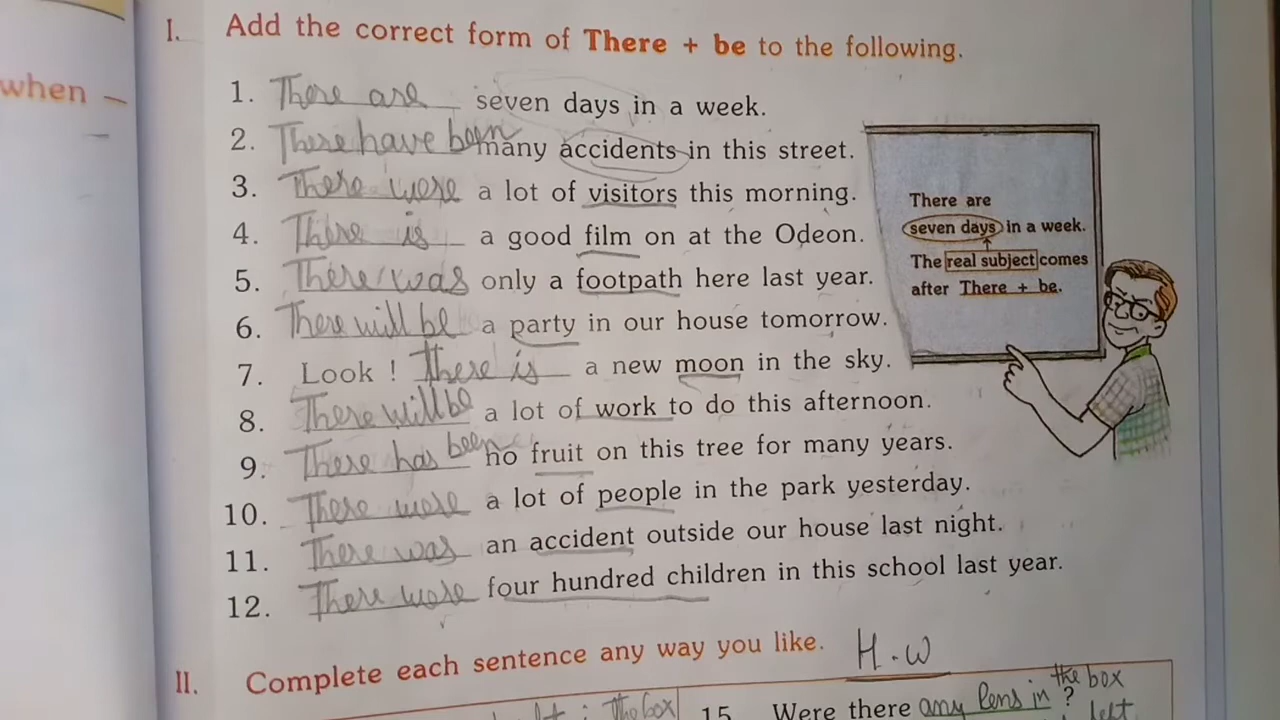 when —
I. Add the correct form of There + be to the following.
1. There are seven days in a week.
2. There have been many accidents in this street.
3. There were a lot of visitors this morning.
4. There is a good film on at the Odeon.
5. There was only a footpath here last year.
6. There will be a party in our house tomorrow.
7. Look ! There is a new moon in the sky.
8. There will be a lot of work to do this afternoon.
9. There has been no fruit on this tree for many years.
10. There were a lot of people in the park yesterday.
11. There was an accident outside our house last night.
12. There were four hundred children in this school last year.
There are
seven days in a week.
The real subject comes
after There + be.
II. Complete each sentence any way you like. H.W
the box
15. Were there any lens in the box ?
left